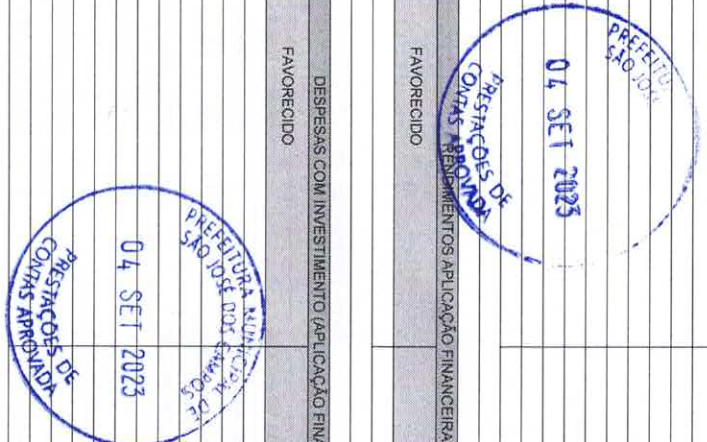 PREFEITU
SÃO JOSÉ
04 SET 2023
PRESTAÇÕES DE
CONTAS APROVADA
RENDIMENTOS APLICAÇÃO FINANCEIRA
FAVORECIDO
DESPESAS COM INVESTIMENTO (APLICAÇÃO FINA
FAVORECIDO
PREFEITURA MUNICIPAL DE
SÃO JOSÉ DOS CAMPOS
04 SET 2023
PRESTAÇÕES DE
CONTAS APROVADA